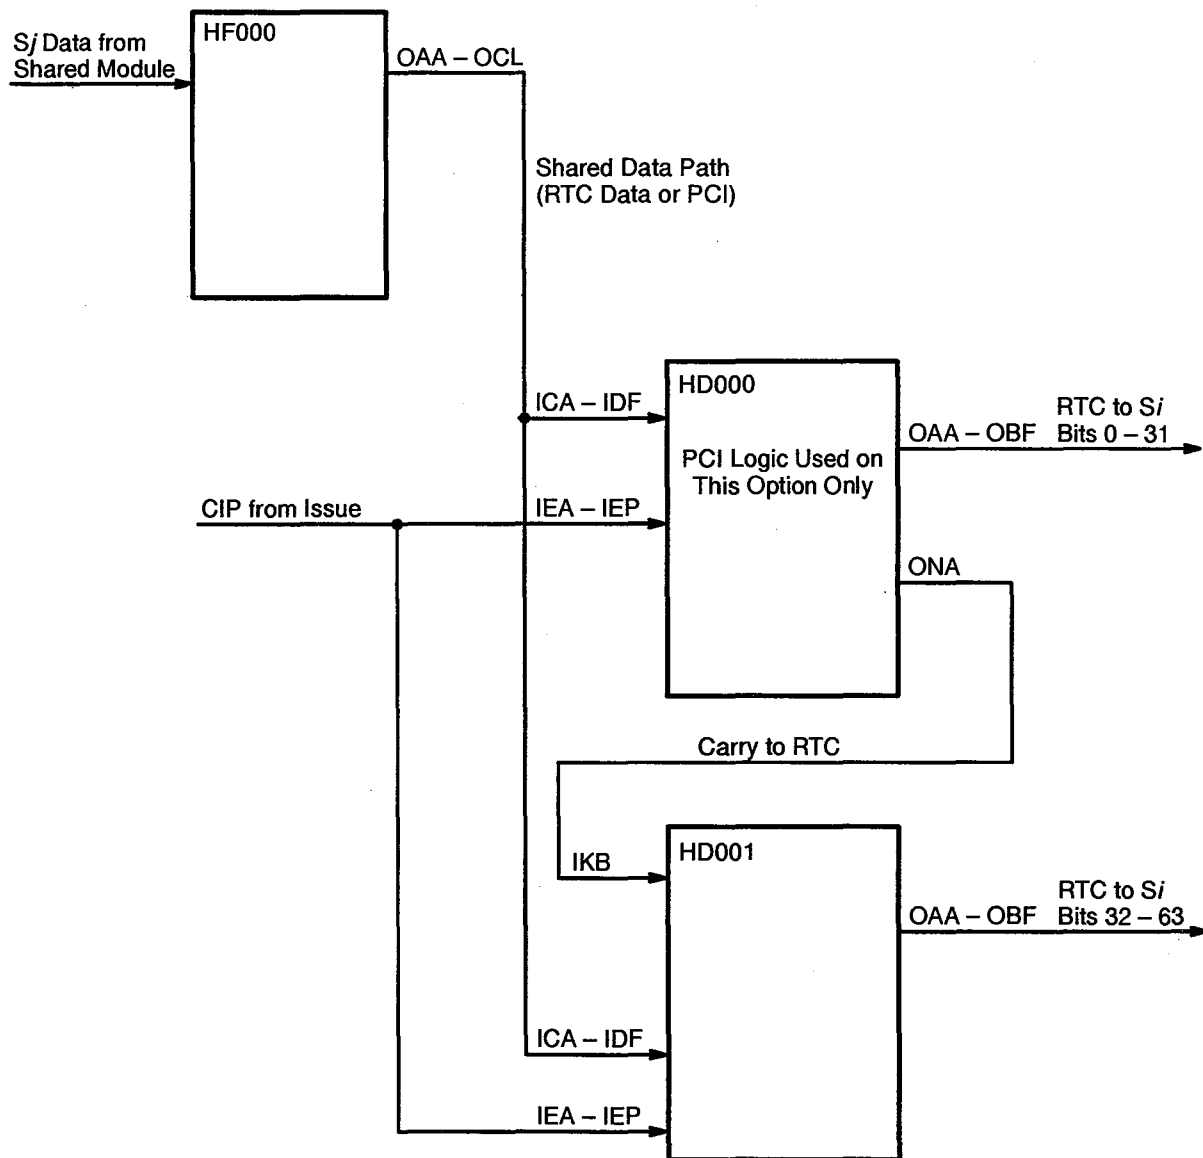 Sj Data from
Shared Module
HF000
OAA – OCL
Shared Data Path
(RTC Data or PCI)
HD000
ICA – IDF
PCI Logic Used on
This Option Only
OAA – OBF
RTC to Si
Bits 0 – 31
CIP from Issue
IEA – IEP
ONA
Carry to RTC
HD001
IKB
OAA – OBF
RTC to Si
Bits 32 – 63
ICA – IDF
IEA – IEP